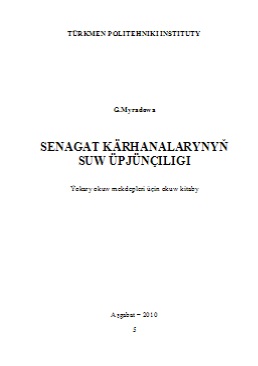 TÜRKMEN POLITEHNIKI INSTITUTY
G.Myradowa
SENAGAT KÄRHANALARYNYŇ
SUW ÜPJÜNÇILIGI
Ýokary okuw mekdepleri üçin okuw kitaby
Aşgabat – 2010
5